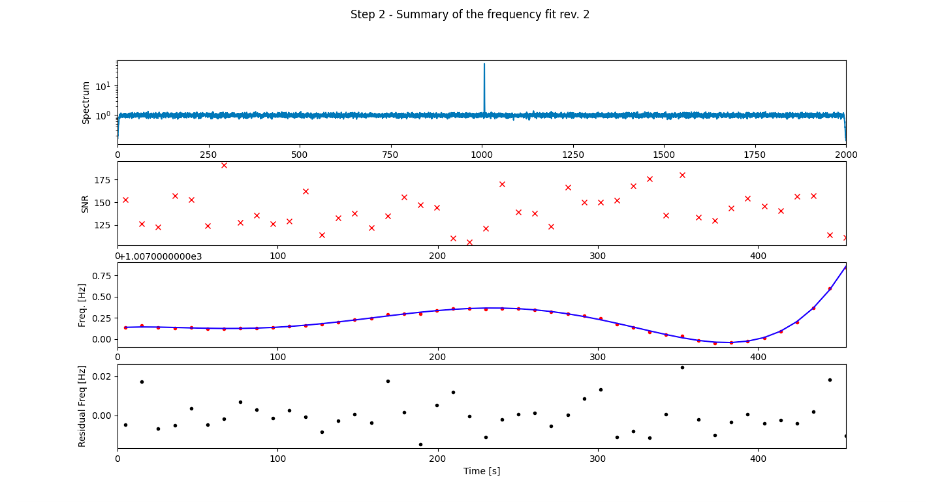 Step 2 - Summary of the frequency fit rev. 2
Spectrum
10¹
10⁰
0 250 500 750 1000 1250 1500 1750 2000
SNR
175
150
125
0 100 200 300 400
+1.0070000000e3
Freq. [Hz]
0.75
0.50
0.25
0.00
0 100 200 300 400
Residual Freq [Hz]
0.02
0.00
0 100 200 300 400
Time [s]